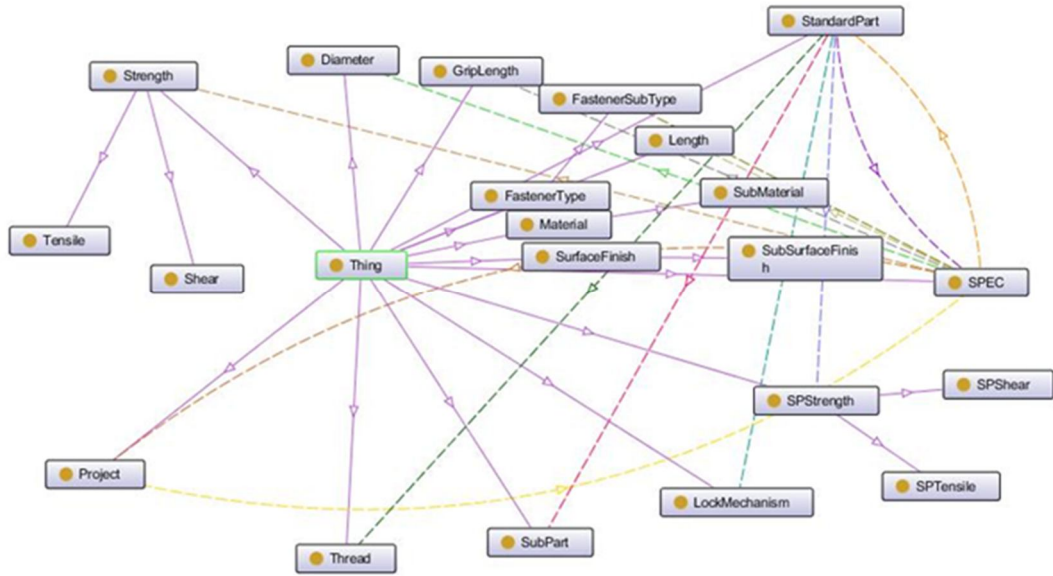 StandardPart
Diameter
GripLength
Strength
FastenerSubType
Length
FastenerType
SubMaterial
Material
Tensile
SurfaceFinish
SubSurfaceFinis
h
Thing
Shear
SPEC
SPShear
SPStrength
Project
SPTensile
LockMechanism
SubPart
Thread